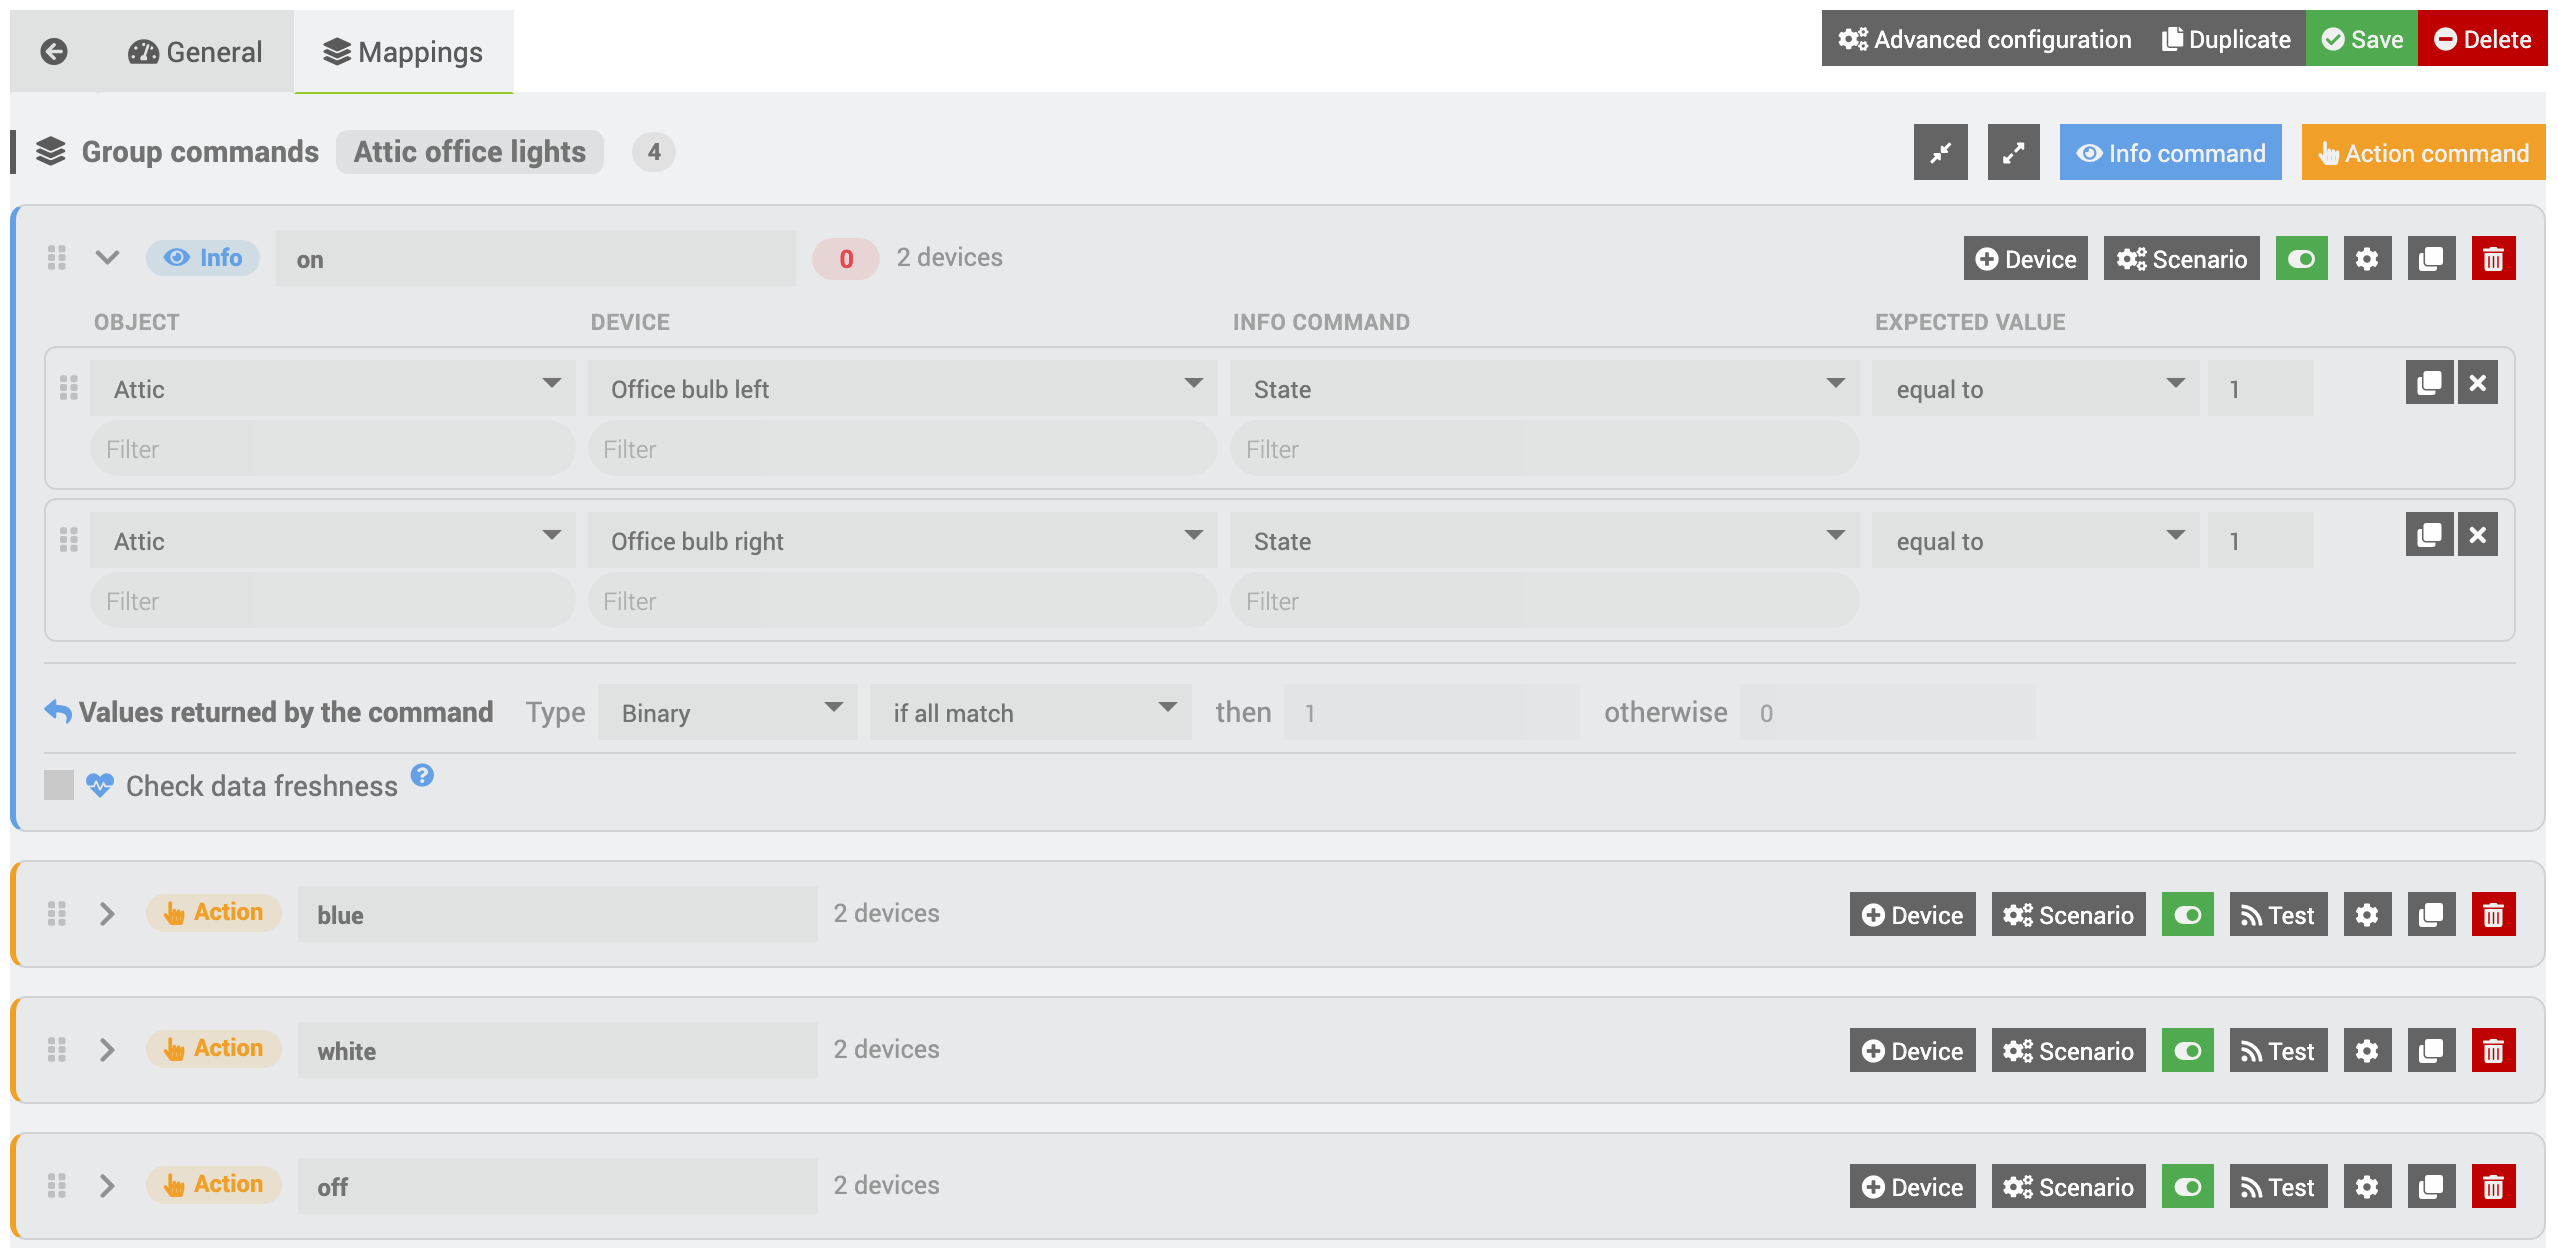 General Mappings Advanced configuration Duplicate Save Delete
Group commands Attic office lights 4 Info command Action command
Info on 0 2 devices Device Scenario
OBJECT DEVICE INFO COMMAND EXPECTED VALUE
Attic Office bulb left State equal to 1
Filter Filter Filter
Attic Office bulb right State equal to 1
Filter Filter Filter
Values returned by the command Type Binary if all match then 1 otherwise 0
Check data freshness ?
Action blue 2 devices Device Scenario Test
Action white 2 devices Device Scenario Test
Action off 2 devices Device Scenario Test